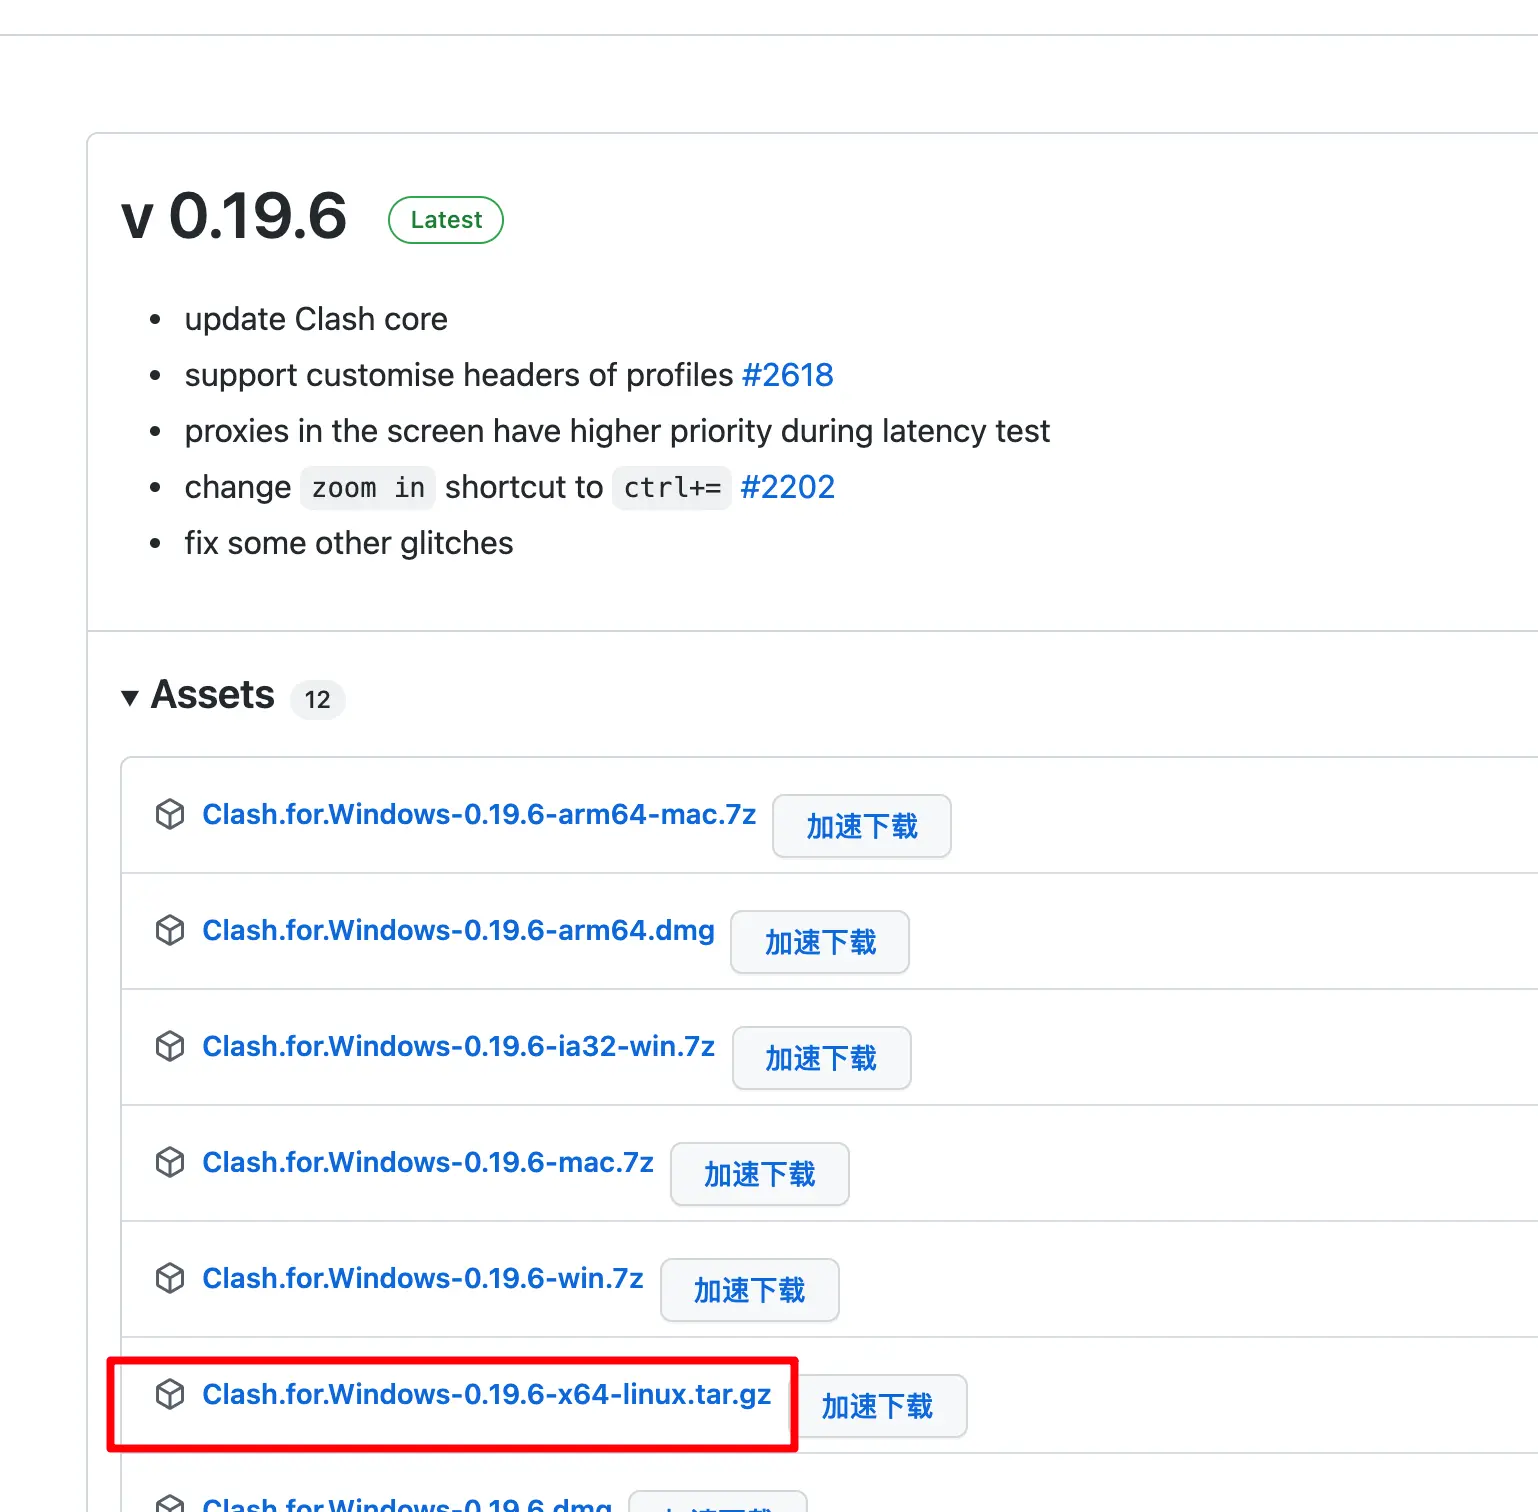 v 0.19.6 Latest
update Clash core
support customise headers of profiles #2618
proxies in the screen have higher priority during latency test
change zoom in shortcut to ctrl+= #2202
fix some other glitches
Assets 12
Clash.for.Windows-0.19.6-arm64-mac.7z 加速下载
Clash.for.Windows-0.19.6-arm64.dmg 加速下载
Clash.for.Windows-0.19.6-ia32-win.7z 加速下载
Clash.for.Windows-0.19.6-mac.7z 加速下载
Clash.for.Windows-0.19.6-win.7z 加速下载
Clash.for.Windows-0.19.6-x64-linux.tar.gz 加速下载
Clash.for.Windows-0.19.6.dmg 加速下载